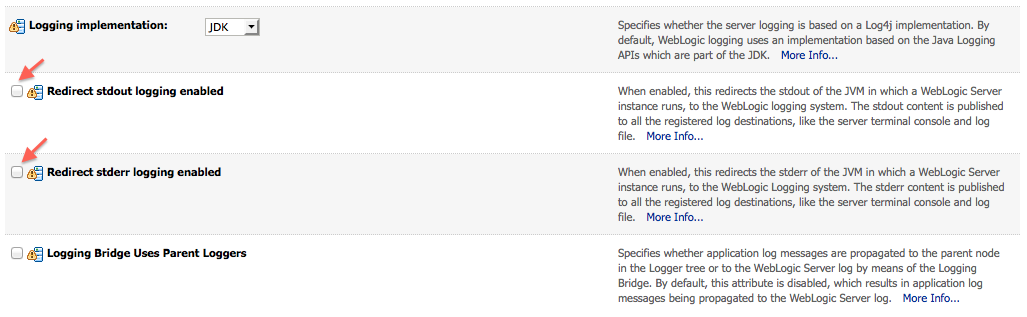 Logging implementation:
JDK
Specifies whether the server logging is based on a Log4j implementation. By
default, WebLogic logging uses an implementation based on the Java Logging
APIs which are part of the JDK. More Info...
Redirect stdout logging enabled
When enabled, this redirects the stdout of the JVM in which a WebLogic Server
instance runs, to the WebLogic logging system. The stdout content is published
to all the registered log destinations, like the server terminal console and log
file. More Info...
Redirect stderr logging enabled
When enabled, this redirects the stderr of the JVM in which a WebLogic Server
instance runs, to the WebLogic Logging system. The stderr content is published
to all the registered log destinations, like the server terminal console and log
file. More Info...
Logging Bridge Uses Parent Loggers
Specifies whether application log messages are propagated to the parent node
in the Logger tree or to the WebLogic Server log by means of the Logging
Bridge. By default, this attribute is disabled, which results in application log
messages being propagated to the WebLogic Server log. More Info...